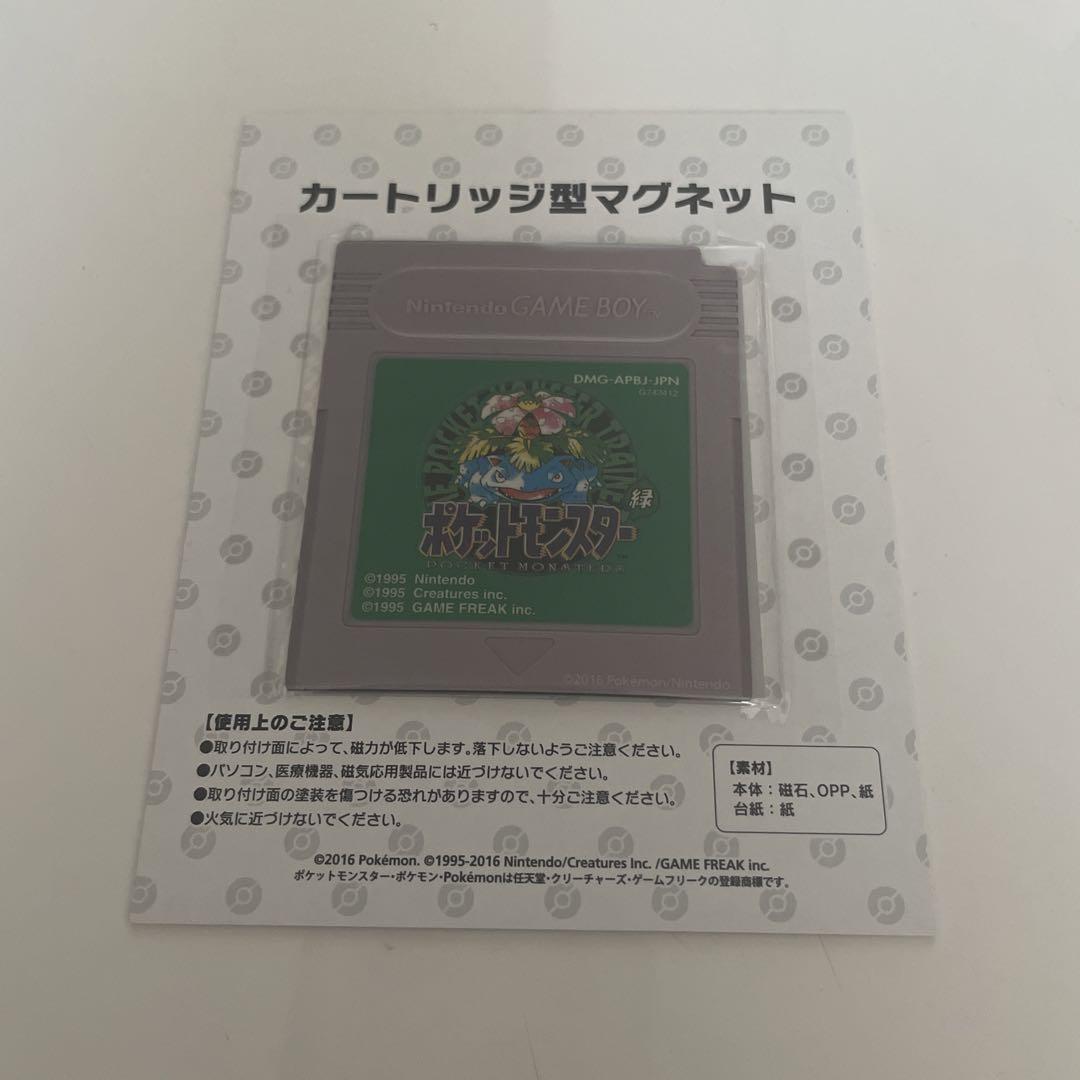 カートリッジ型マグネット
Nintendo GAME BOY
DMG-APBJ-JPN
THE POCKET MONSTER TRAINER
緑
ポケットモンスター
POCKET MONSTERS
©1995 Nintendo
©1995 Creatures inc.
©1995 GAME FREAK inc.
©2016 Pokémon/Nintendo
【使用上のご注意】
●取り付け面によって、磁力が低下します。落下しないようご注意ください。
●パソコン、医療機器、磁気応用製品には近づけないでください。
●取り付け面の塗装を傷つける恐れがありますので、十分ご注意ください。
●火気に近づけないでください。
【素材】
本体：磁石、OPP、紙
台紙：紙
©2016 Pokémon. ©1995-2016 Nintendo/Creatures Inc. /GAME FREAK inc.
ポケットモンスター・ポケモン・Pokémonは任天堂・クリーチャーズ・ゲームフリークの登録商標です。